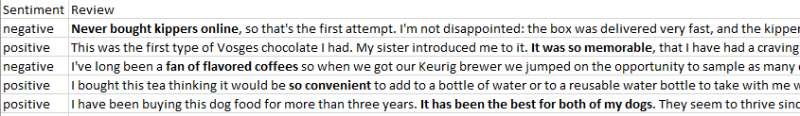 Sentiment Review
negative Never bought kippers online, so that's the first attempt. I'm not disappointed: the box was delivered very fast, and the kipper
positive This was the first type of Vosges chocolate I had. My sister introduced me to it. It was so memorable, that I have had a craving
negative I've long been a fan of flavored coffees so when we got our Keurig brewer we jumped on the opportunity to sample as many
positive I bought this tea thinking it would be so convenient to add to a bottle of water or to a reusable water bottle to take with me w
positive I have been buying this dog food for more than three years. It has been the best for both of my dogs. They seem to thrive sinc